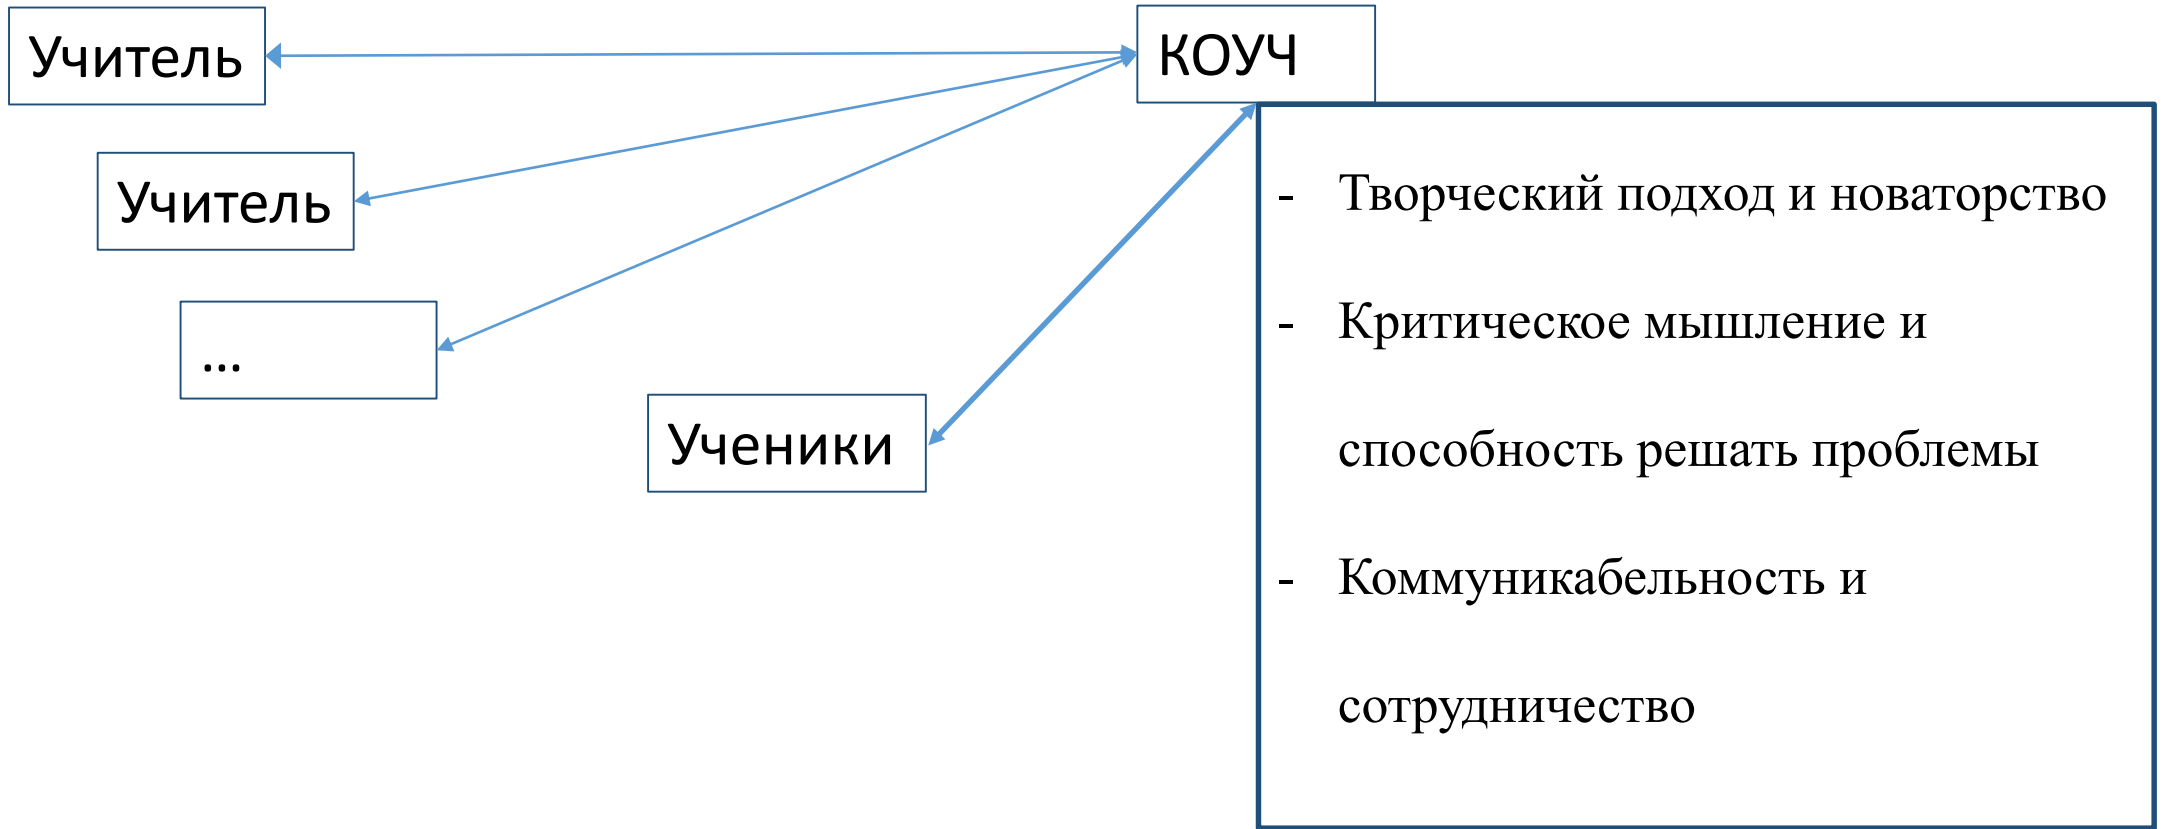 Учитель
КОУЧ
Учитель
...
Ученики
- Творческий подход и новаторство
- Критическое мышление и
способность решать проблемы
- Коммуникабельность и
сотрудничество